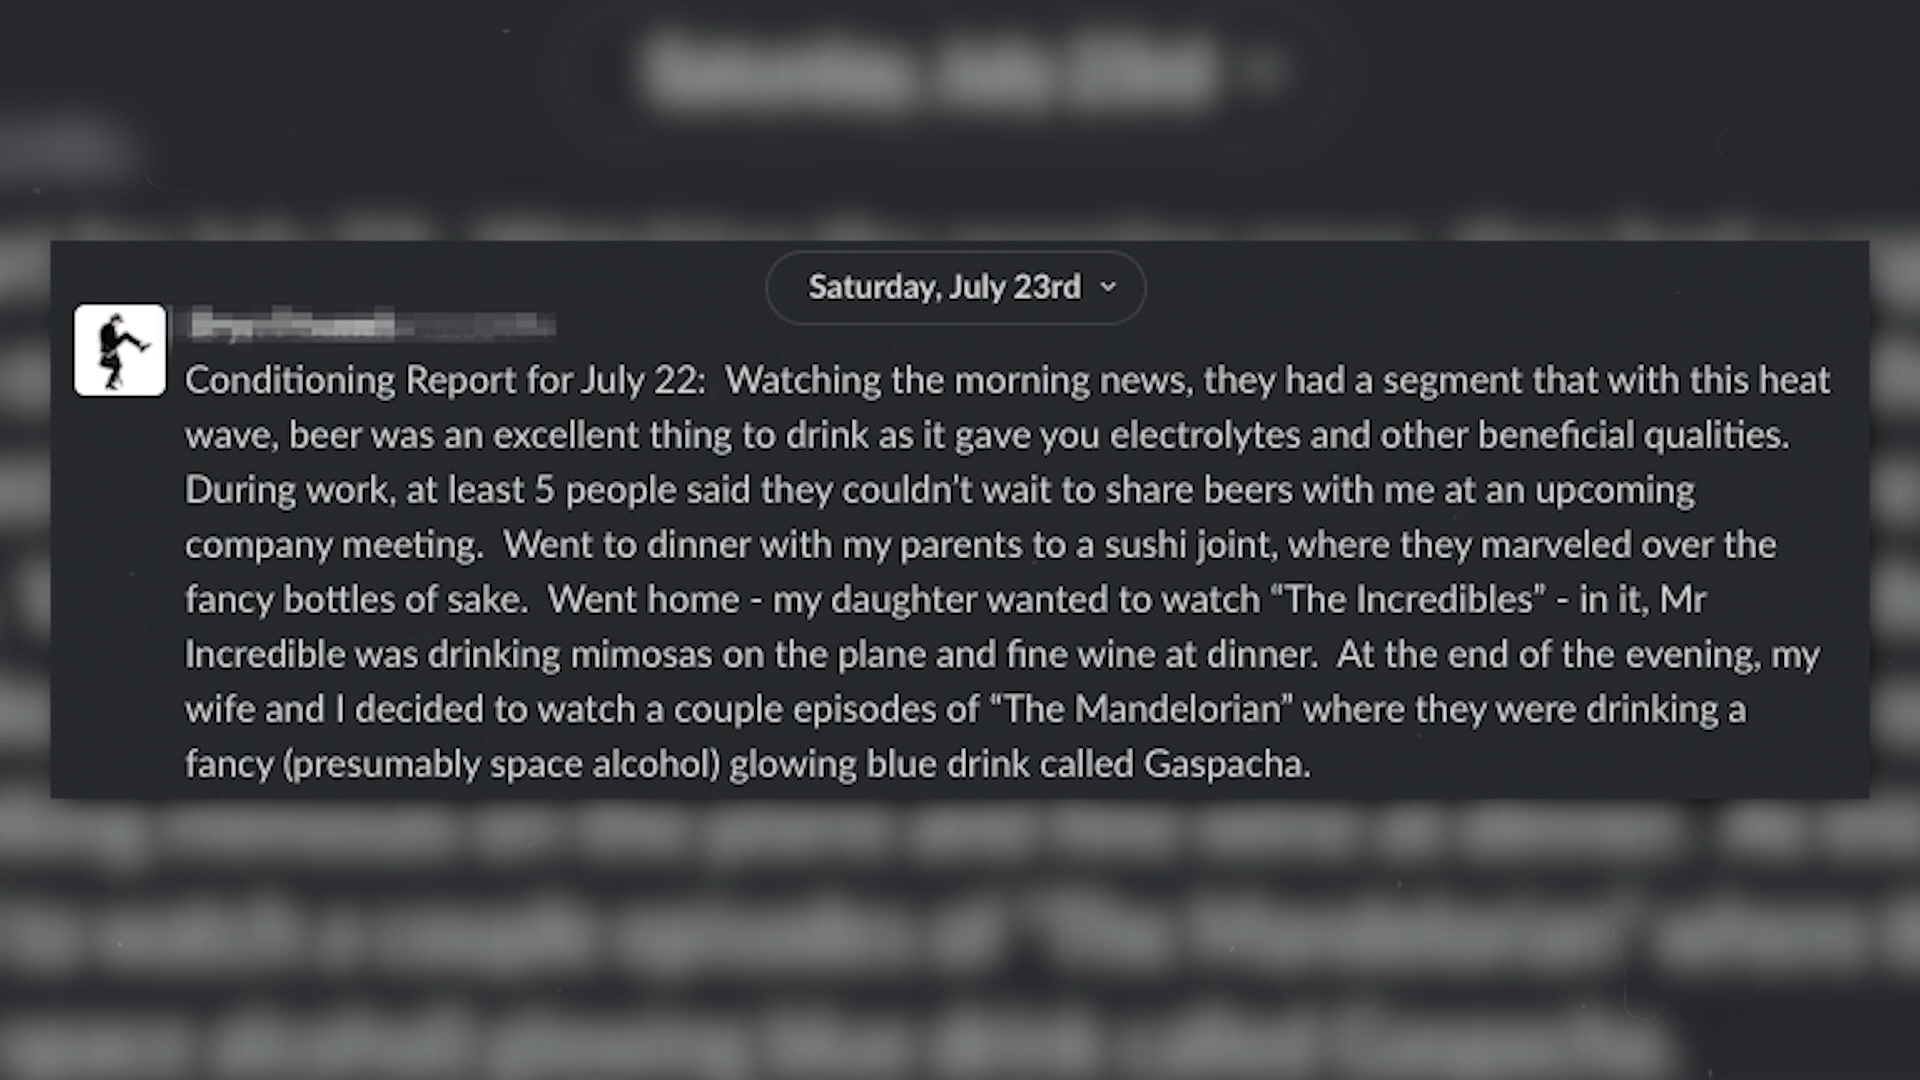 Saturday, July 23rd
Conditioning Report for July 22:  Watching the morning news, they had a segment that with this heat
wave, beer was an excellent thing to drink as it gave you electrolytes and other beneficial qualities.
During work, at least 5 people said they couldn't wait to share beers with me at an upcoming
company meeting.  Went to dinner with my parents to a sushi joint, where they marveled over the
fancy bottles of sake.  Went home - my daughter wanted to watch “The Incredibles” - in it, Mr
Incredible was drinking mimosas on the plane and fine wine at dinner.  At the end of the evening, my
wife and I decided to watch a couple episodes of “The Mandelorian” where they were drinking a
fancy (presumably space alcohol) glowing blue drink called Gaspacha.